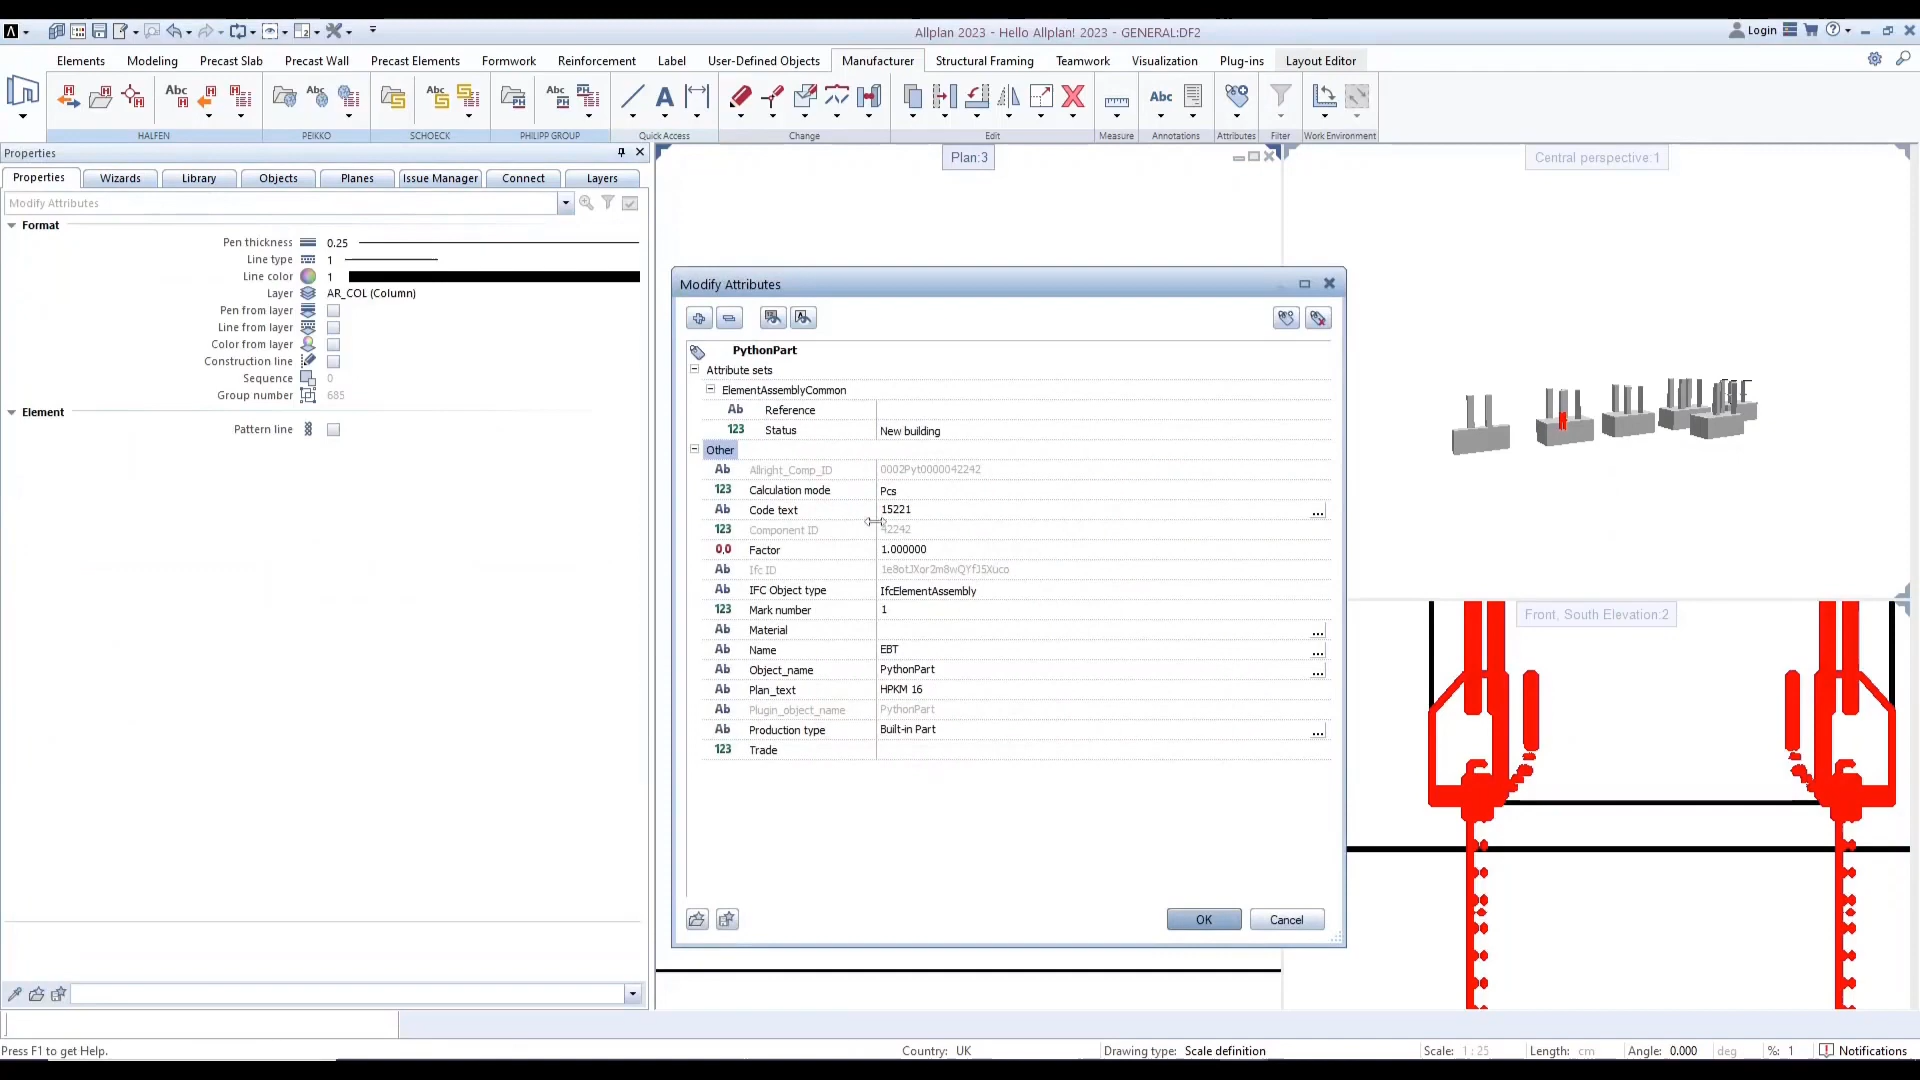 Allplan 2023 - Hello Allplan! 2023 - GENERAL:DF2
Login
Elements Modeling Precast Slab Precast Wall Precast Elements Formwork Reinforcement Label User-Defined Objects Manufacturer Structural Framing Teamwork Visualization Plug-ins Layout Editor
HALFEN PEIKKO SCHOECK PHILIPP GROUP Quick Access Change Edit Measure Annotations Attributes Filter Work Environment
Properties
Properties Wizards Library Objects Planes Issue Manager Connect Layers
Modify Attributes
Format
Pen thickness 0.25
Line type 1
Line color 1
Layer AR_COL (Column)
Pen from layer
Line from layer
Color from layer
Construction line
Sequence 0
Group number 685
Element
Pattern line
Plan:3
Central perspective:1
Front, South Elevation:2
Modify Attributes
PythonPart
Attribute sets
ElementAssemblyCommon
Ab Reference
123 Status New building
Other
Ab Allright_Comp_ID 0002Pyt0000042242
123 Calculation mode Pcs
Ab Code text 15221 ...
123 Component ID 42242
0,0 Factor 1.000000
Ab Ifc ID 1e8otJXor2m8wQYfJ5Xuco
Ab IFC Object type IfcElementAssembly
123 Mark number 1
Ab Material ...
Ab Name EBT ...
Ab Object_name PythonPart ...
Ab Plan_text HPKM 16
Ab Plugin_object_name PythonPart
Ab Production type Built-in Part ...
123 Trade
OK Cancel
Press F1 to get Help. Country: UK Drawing type: Scale definition Scale: 1 : 25 Length: cm Angle: 0.000 deg %: 1 Notifications